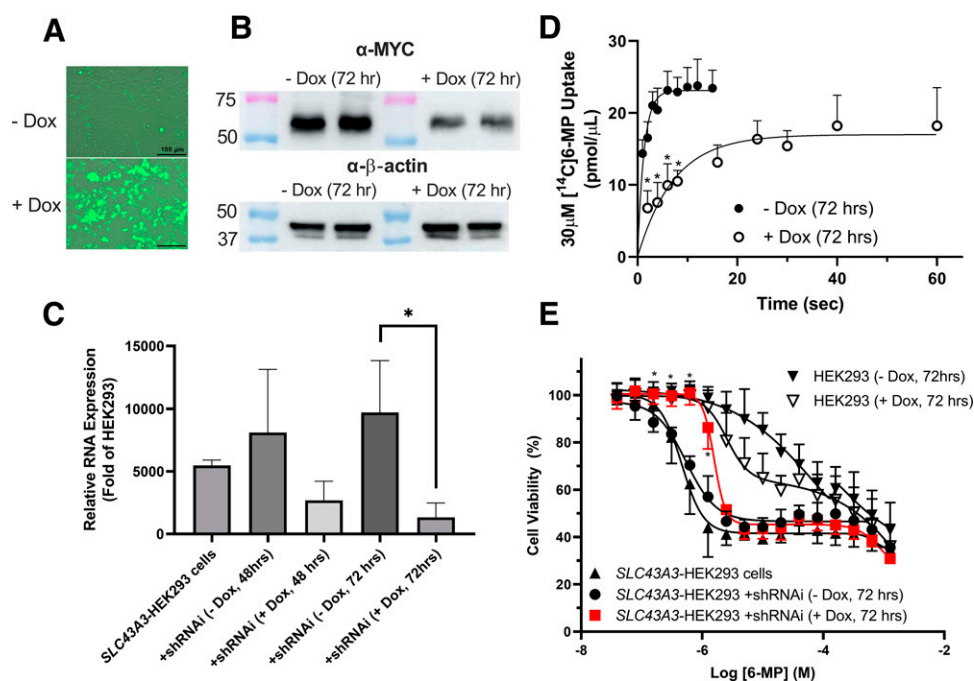 A
- Dox
100 μm
+ Dox
B
α-MYC
- Dox (72 hr)
+ Dox (72 hr)
75
50
α-β-actin
- Dox (72 hr)
+ Dox (72 hr)
50
37
C
*
Relative RNA Expression
(Fold of HEK293)
15000
10000
5000
0
SLC43A3-HEK293 cells
+shRNAi (- Dox, 48hrs)
+shRNAi (+ Dox, 48 hrs)
+shRNAi (- Dox, 72 hrs)
+shRNAi (+ Dox, 72hrs)
D
30μM [¹⁴C]6-MP Uptake
(pmol/μL)
30
20
10
0
* * * *
- Dox (72 hrs)
+ Dox (72 hrs)
0 20 40 60
Time (sec)
E
Cell Viability (%)
100
80
60
40
20
0
* * *
*
HEK293 (- Dox, 72hrs)
HEK293 (+ Dox, 72 hrs)
SLC43A3-HEK293 cells
SLC43A3-HEK293 +shRNAi (- Dox, 72 hrs)
SLC43A3-HEK293 +shRNAi (+ Dox, 72 hrs)
-8 -6 -4 -2
Log [6-MP] (M)